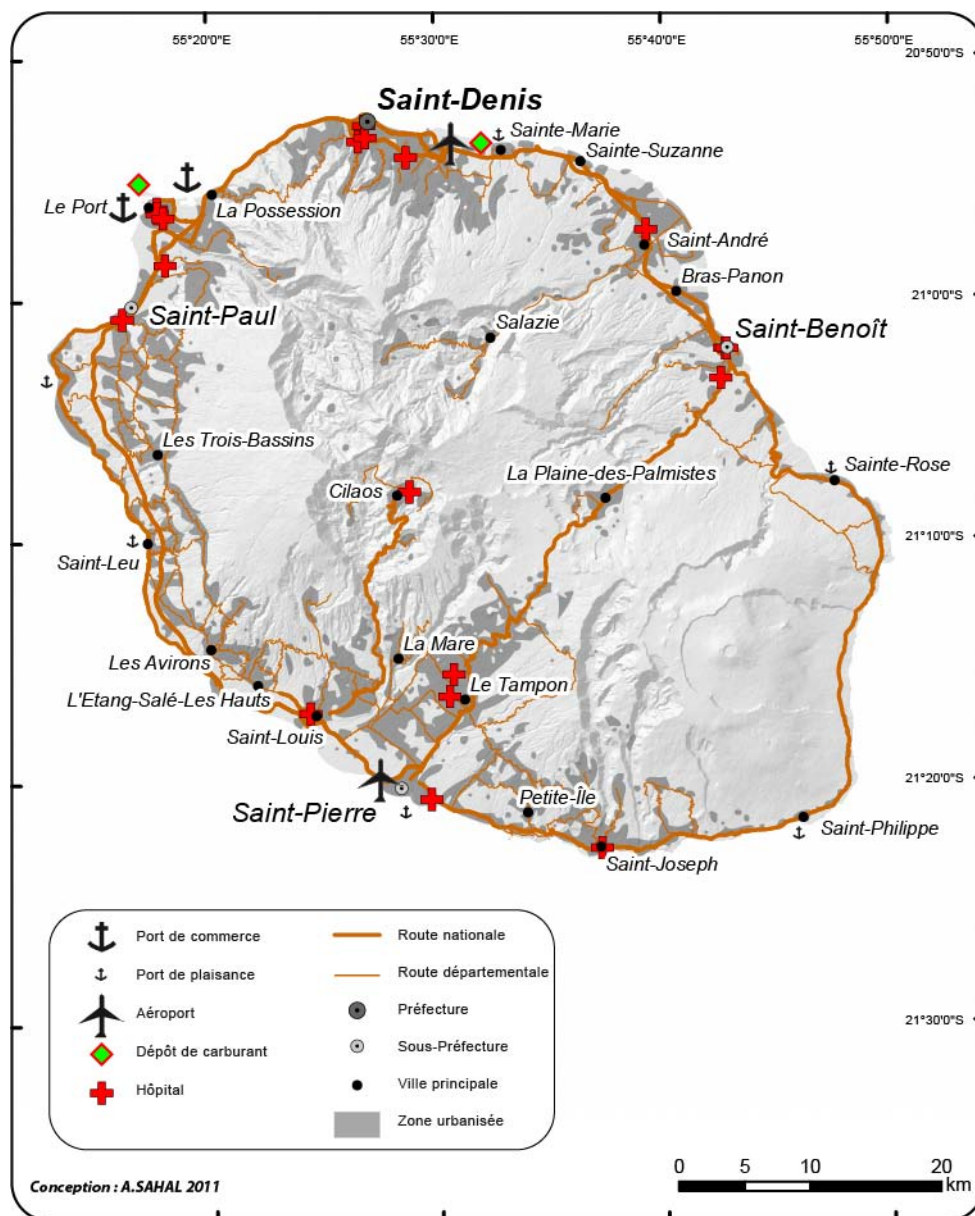 55°20'0"E
55°30'0"E
55°40'0"E
55°50'0"E
20°50'0"S
Saint-Denis
Sainte-Marie
Sainte-Suzanne
Le Port
La Possession
Saint-André
Bras-Panon
21°0'0"S
Saint-Paul
Salazie
Saint-Benoît
Les Trois-Bassins
La Plaine-des-Palmistes
Sainte-Rose
Cilaos
21°10'0"S
Saint-Leu
La Mare
Les Avirons
Le Tampon
L'Etang-Salé-Les Hauts
Saint-Louis
21°20'0"S
Saint-Pierre
Petite-Île
Saint-Philippe
Saint-Joseph
Port de commerce
Port de plaisance
Aéroport
Dépôt de carburant
Hôpital
Route nationale
Route départementale
Préfecture
Sous-Préfecture
Ville principale
Zone urbanisée
21°30'0"S
Conception : A.SAHAL 2011
0 5 10 20
km